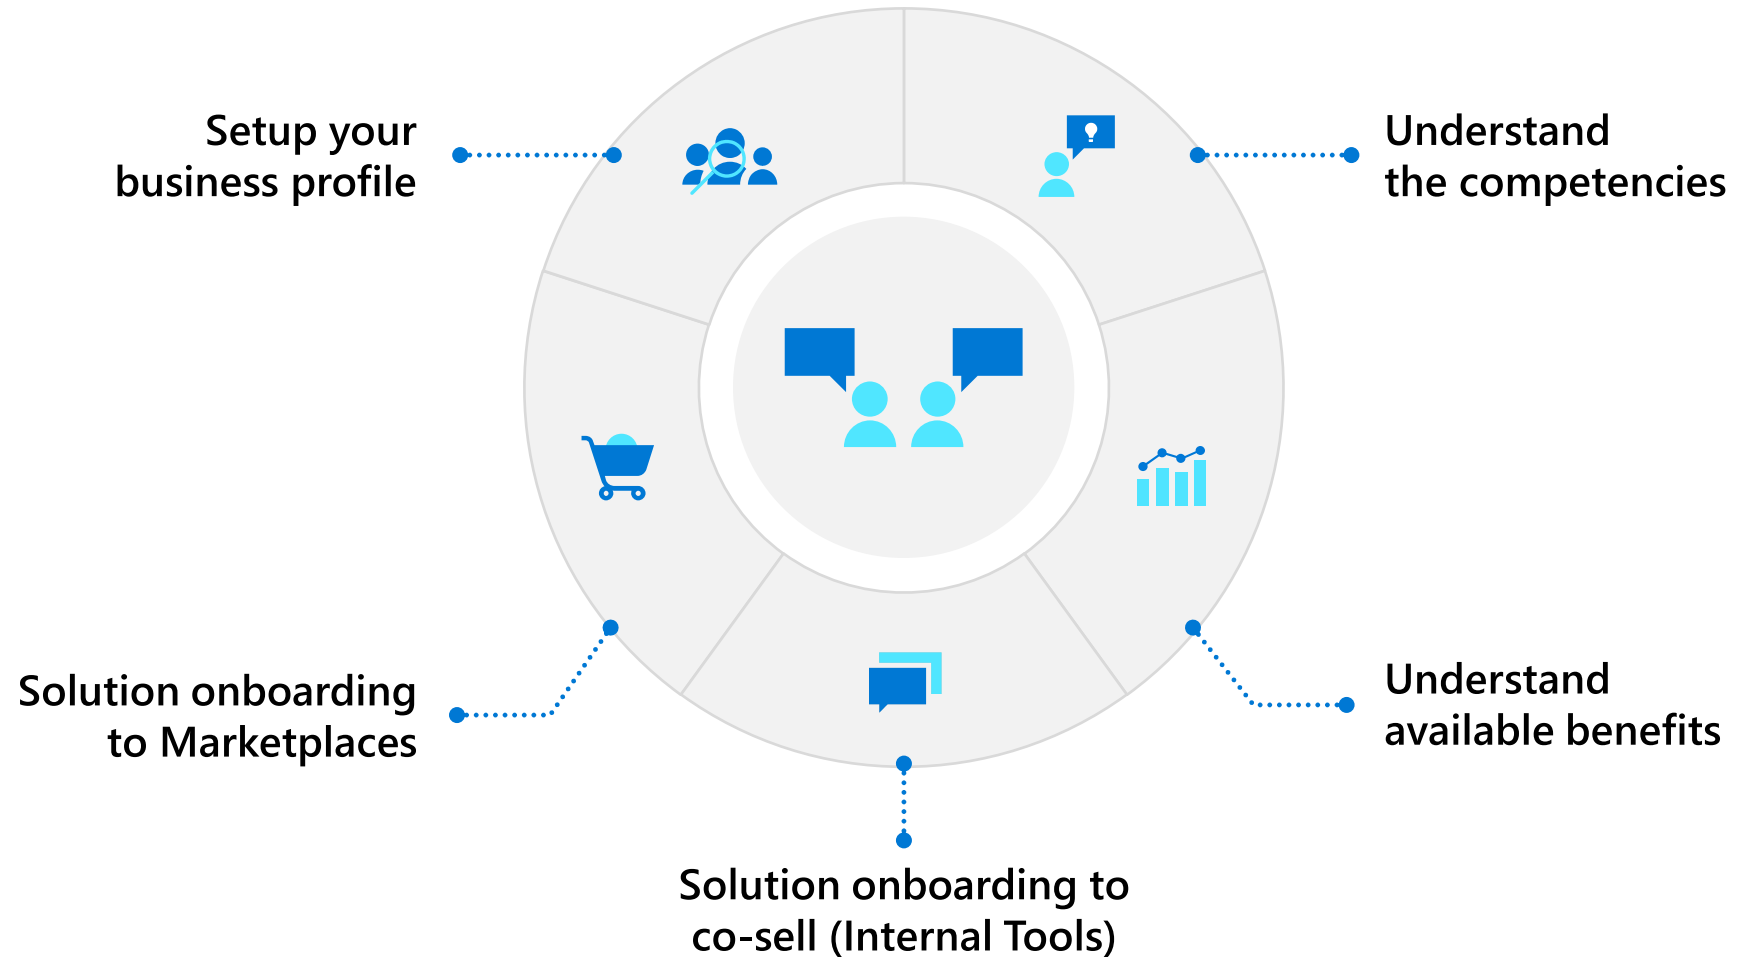 Setup your
business profile
Understand
the competencies
Solution onboarding
to Marketplaces
Understand
available benefits
Solution onboarding to
co-sell (Internal Tools)